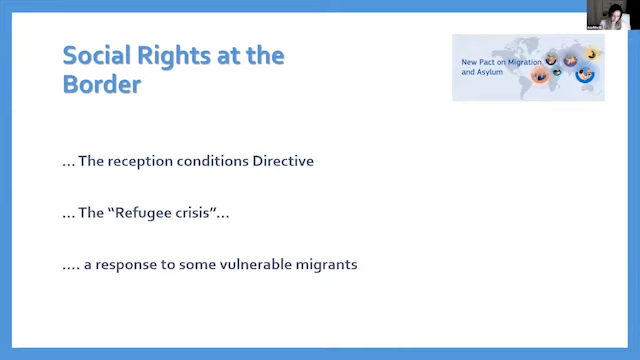 Social Rights at the
Border
New Pact on Migration
and Asylum
... The reception conditions Directive
... The “Refugee crisis”...
.... a response to some vulnerable migrants